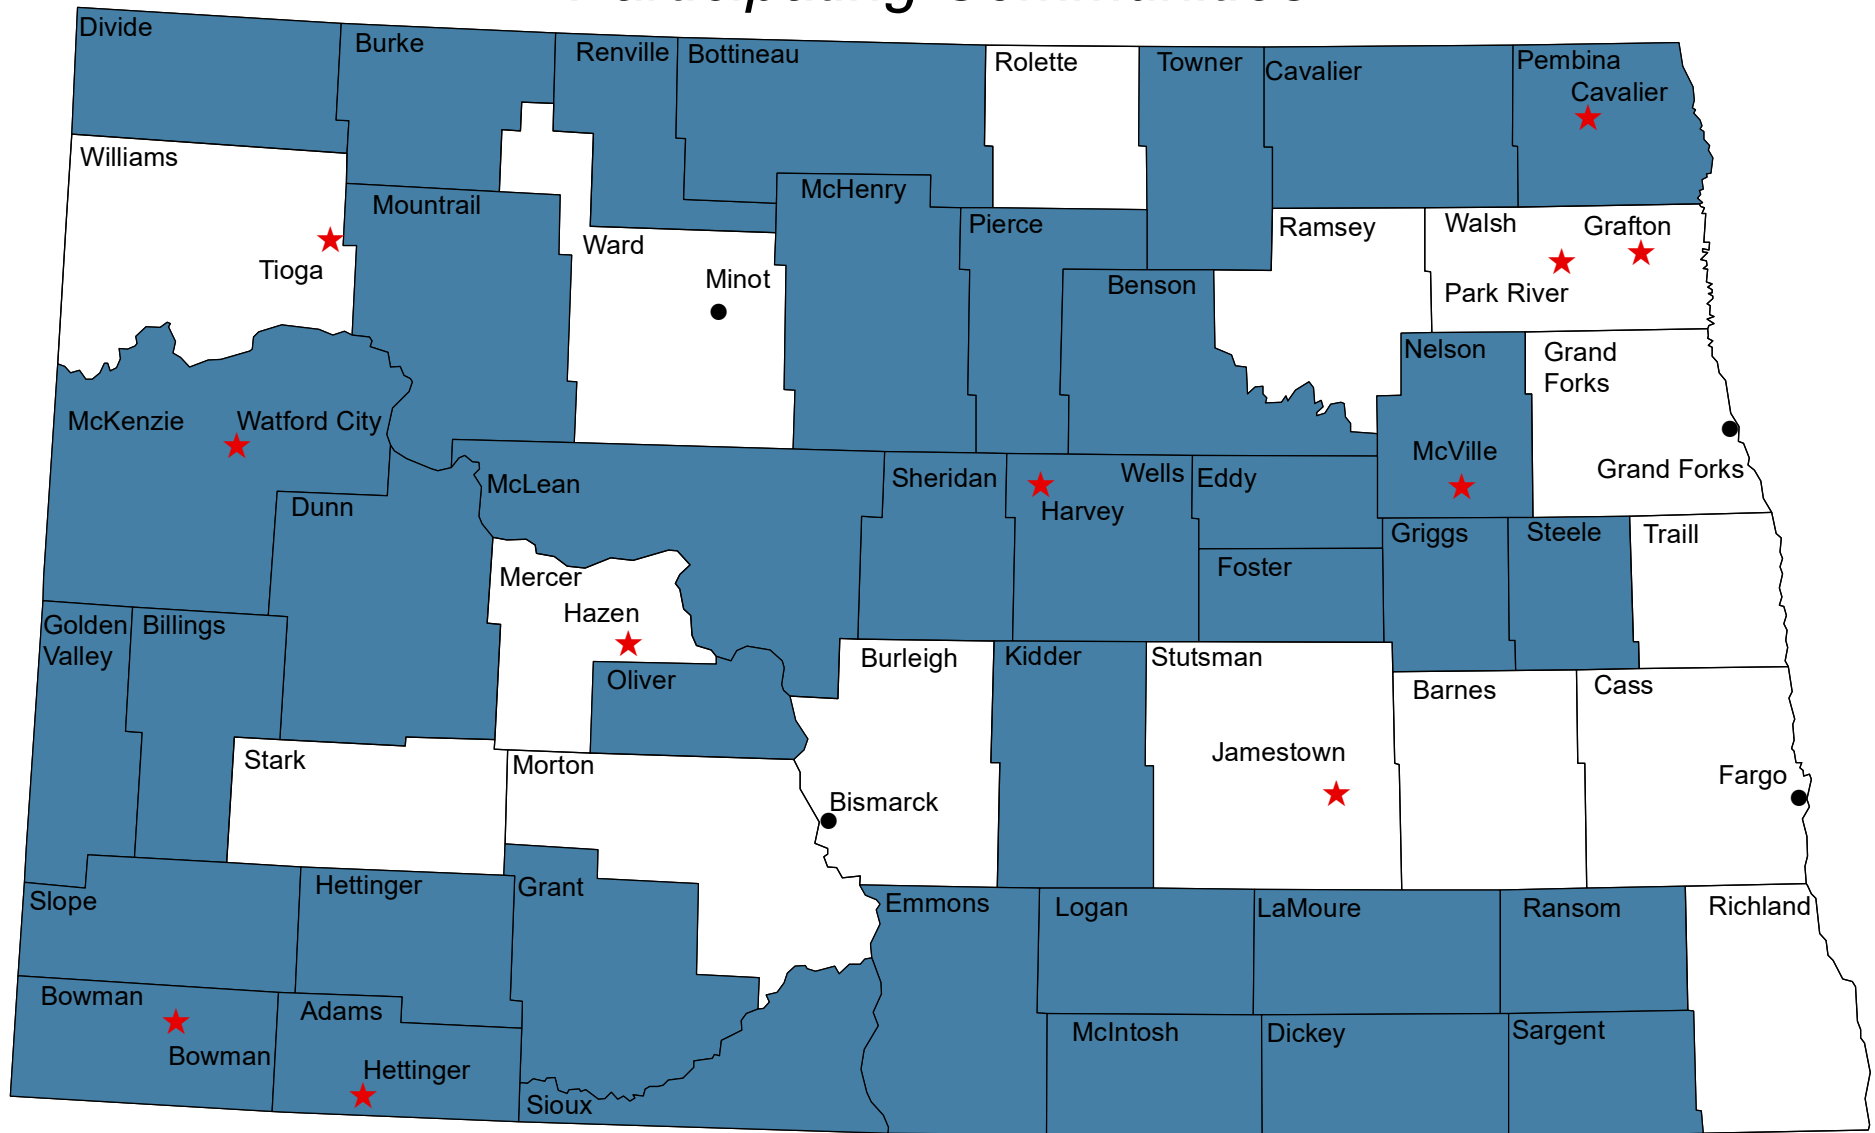 Participating Communities
Divide
Burke
Renville
Bottineau
Rolette
Towner
Cavalier
Pembina
Cavalier
Williams
Tioga
Mountrail
Ward
Minot
McHenry
Pierce
Benson
Ramsey
Walsh
Grafton
Park River
McKenzie
Watford City
Nelson
McVille
Grand
Forks
Grand Forks
Dunn
McLean
Sheridan
Wells
Harvey
Eddy
Foster
Griggs
Steele
Traill
Mercer
Hazen
Oliver
Golden
Valley
Billings
Burleigh
Kidder
Stutsman
Jamestown
Barnes
Cass
Fargo
Stark
Morton
Bismarck
Slope
Hettinger
Grant
Emmons
Logan
LaMoure
Ransom
Richland
Bowman
Bowman
Adams
Hettinger
Sioux
McIntosh
Dickey
Sargent